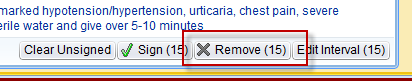 marked hypotension/hypertension, urticaria, chest pain, severe
erile water and give over 5-10 minutes
Clear Unsigned Sign (15) Remove (15) Edit Interval (15)